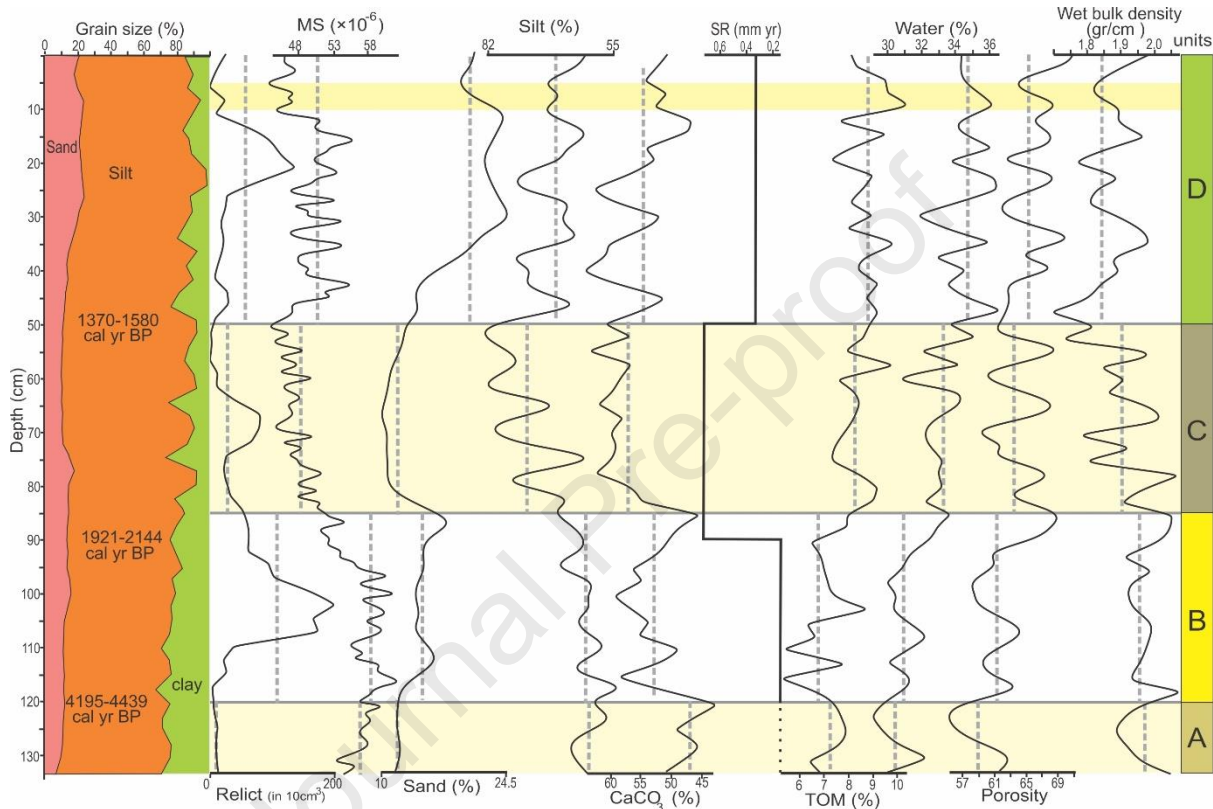 Grain size (%)
0 20 40 60 80
MS (×10-6)
48 53 58
Silt (%)
82 55
SR (mm yr)
0.6 0.4 0.2
Water (%)
30 34 36
Wet bulk density
(gr/cm)
1.8 1.9 2.0
units
10
20
30
40
50
60
70
80
90
100
110
120
130
Depth (cm)
Sand
Silt
1370-1580
cal yr BP
1921-2144
cal yr BP
clay
4195-4439
cal yr BP
D
C
B
A
Journal Pre-proof
0 200
Relict (in 10cm3)
10 24.5
Sand (%)
60 55 50 45
CaCO3 (%)
6 7 8 9 10
TOM (%)
57 61 65 69
Porosity